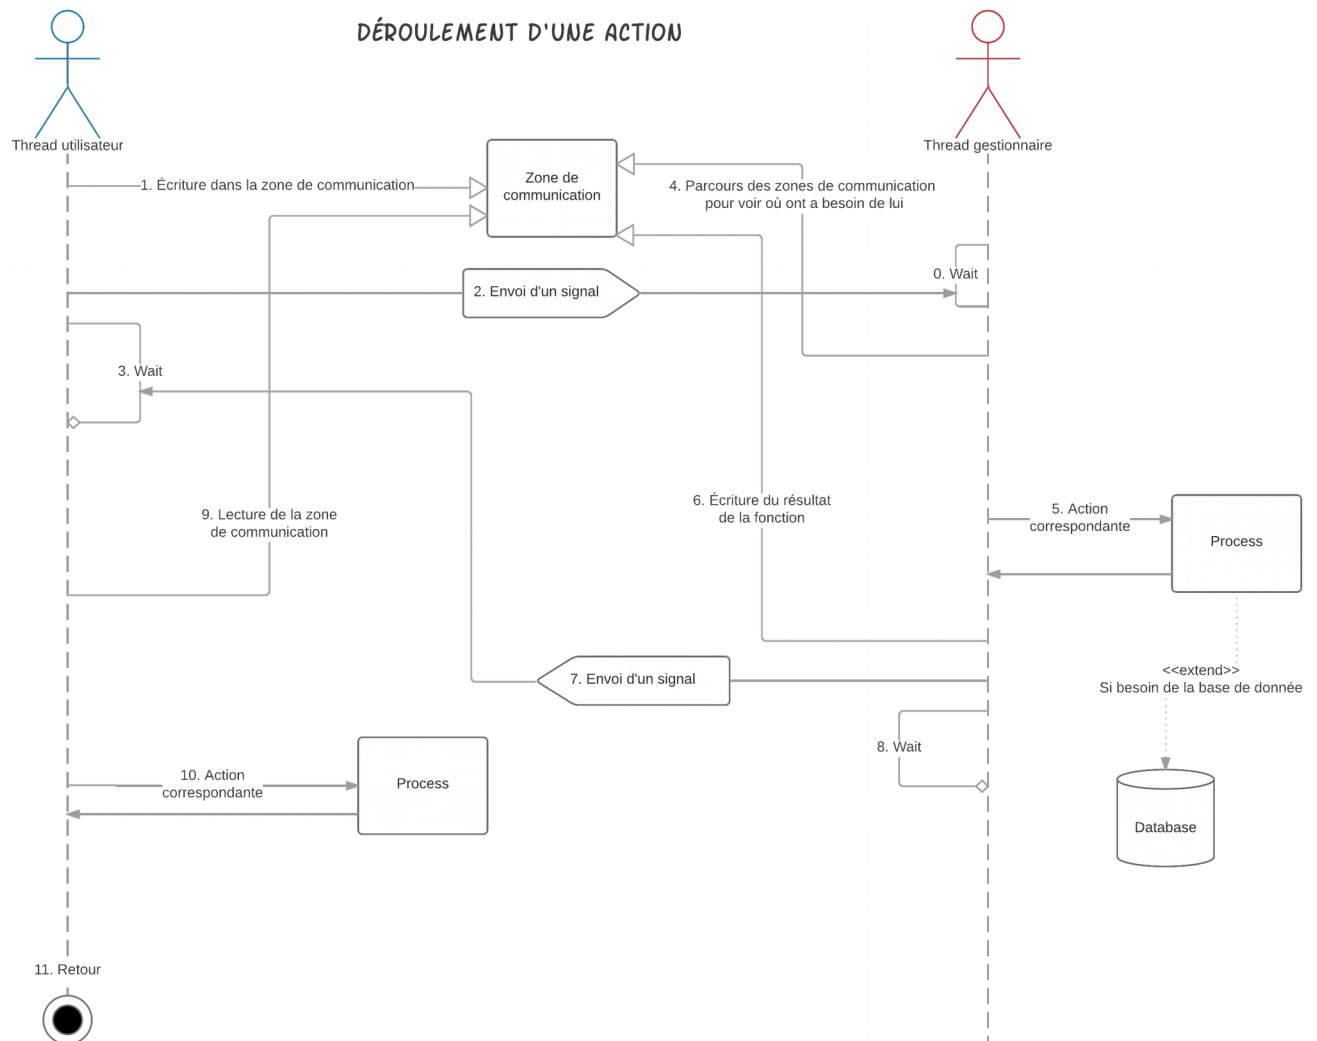 DÉROULEMENT D'UNE ACTION
Thread utilisateur
Thread gestionnaire
Zone de
communication
1. Écriture dans la zone de communication
4. Parcours des zones de communication
pour voir où ont a besoin de lui
0. Wait
2. Envoi d'un signal
3. Wait
9. Lecture de la zone
de communication
6. Écriture du résultat
de la fonction
5. Action
correspondante
Process
<<extend>>
Si besoin de la base de donnée
7. Envoi d'un signal
8. Wait
10. Action
correspondante
Process
Database
11. Retour